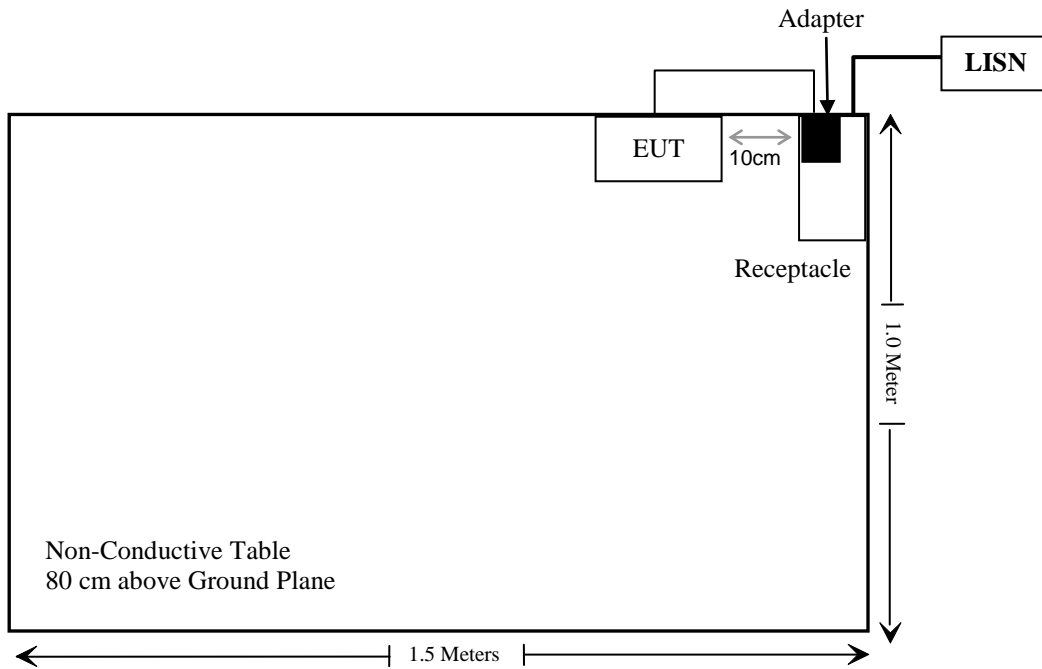 Adapter
LISN
EUT
10cm
Receptacle
1.0 Meter
Non-Conductive Table
80 cm above Ground Plane
1.5 Meters